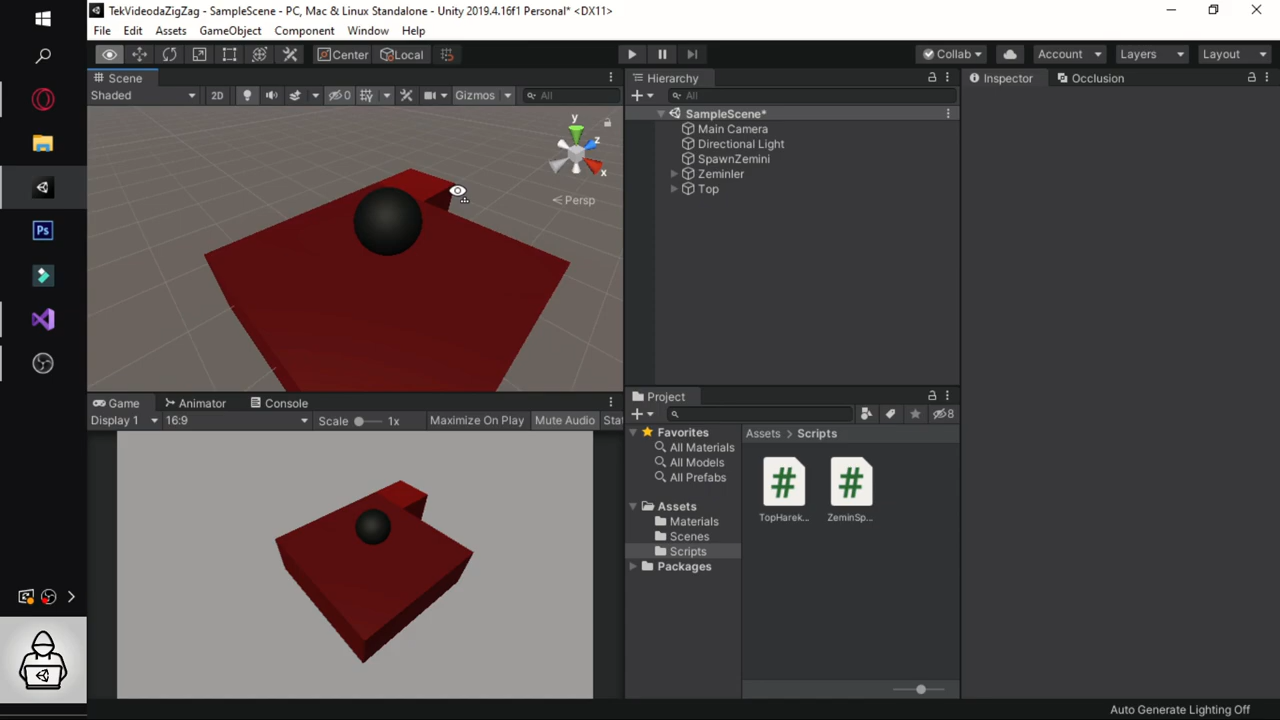 TekVideodaZigZag - SampleScene - PC, Mac & Linux Standalone - Unity 2019.4.16f1 Personal* <DX11>
File Edit Assets GameObject Component Window Help
Center Local Collab Account Layers Layout
Scene
Shaded 2D 0 Gizmos All
y
z
x
Persp
Hierarchy
All
SampleScene*
Main Camera
Directional Light
SpawnZemini
Zeminler
Top
Inspector Occlusion
Game Animator Console
Display 1 16:9 Scale 1x Maximize On Play Mute Audio Stat
Project
8
Favorites
All Materials
All Models
All Prefabs
Assets
Materials
Scenes
Scripts
Packages
Assets > Scripts
# #
TopHarek... ZeminSp...
Ps
Auto Generate Lighting Off